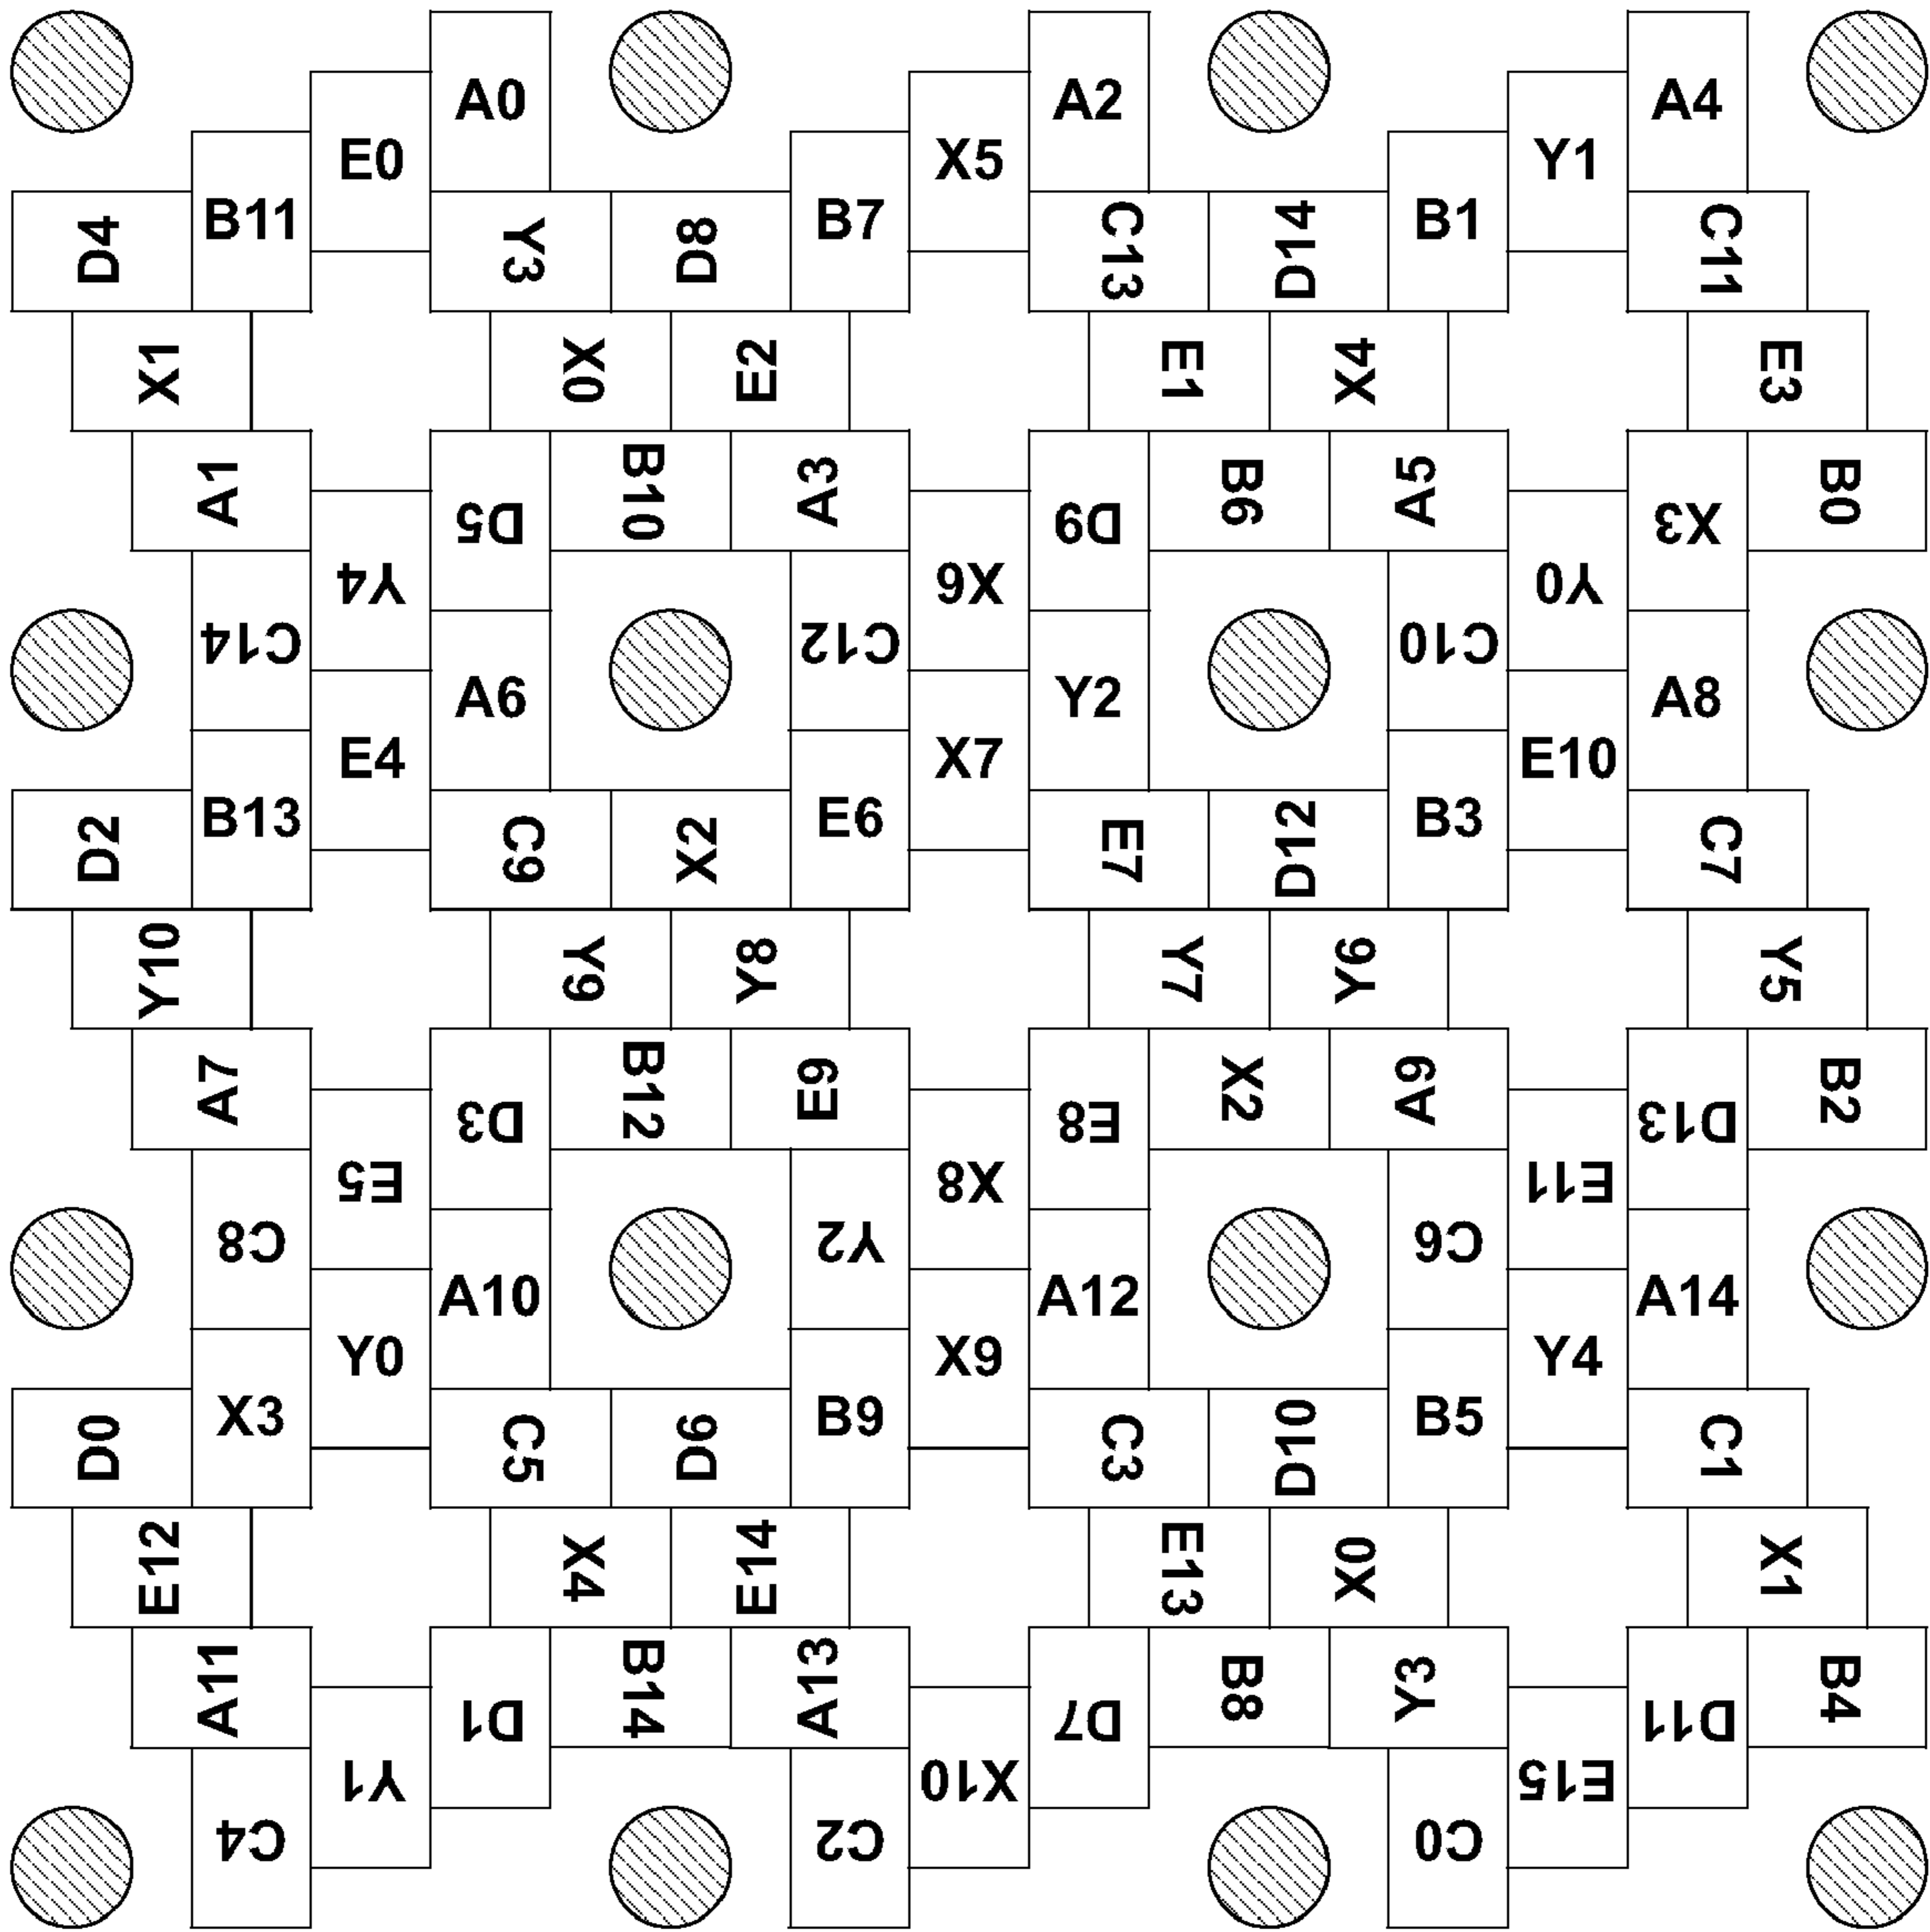 A0
A2
A4
E0
X5
Y1
B11
B7
B1
D4
Y3
D8
C13
D14
C11
X1
X0
E2
E1
X4
E3
A1
D5
B10
A3
D9
B6
A5
X3
B0
Y4
X6
Y0
C14
C12
C10
A6
Y2
A8
E4
X7
E10
B13
E6
B3
D2
C9
X2
E7
D12
C7
Y10
Y9
Y8
Y7
Y6
Y5
A7
D3
B12
E9
E8
X2
A9
D13
B2
E5
X8
E11
C8
Y2
C6
A10
A12
A14
Y0
X9
Y4
X3
B9
B5
D0
C5
D6
C3
D10
C1
E12
X4
E14
E13
X0
X1
A11
D1
B14
A13
D7
B8
Y3
D11
B4
Y1
X10
E15
C4
C2
C0